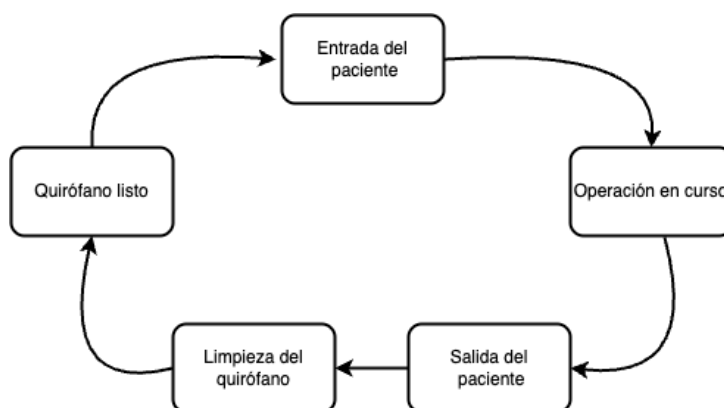 Entrada del
paciente
Quirófano listo
Operación en curso
Limpieza del
quirófano
Salida del
paciente